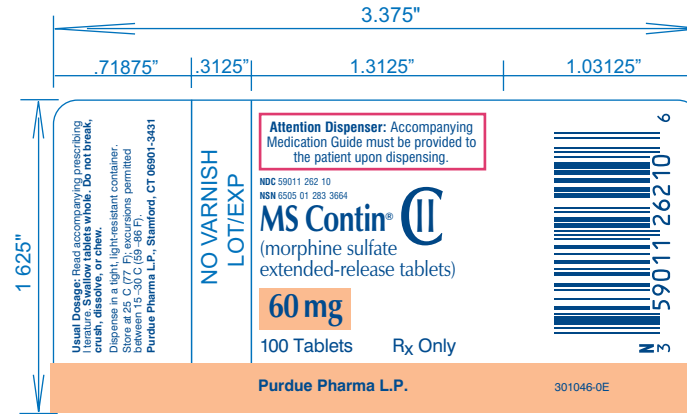 3.375"
.71875"
.3125"
1.3125"
1.03125"
1 625"
Usual Dosage: Read accompanying prescribing
l terature. Swallow tablets whole. Do not break,
crush, dissolve, or chew.
Dispense in a tight, light-resistant container.
Store at 25 C (77 F); excursions permitted
between 15 -30 C (59 -86 F).
Purdue Pharma L.P., Stamford, CT 06901-3431
NO VARNISH
LOT/EXP
Attention Dispenser: Accompanying
Medication Guide must be provided to
the patient upon dispensing.
NDC 59011 262 10
NSN 6505 01 283 3664
MS Contin® CII
(morphine sulfate
extended-release tablets)
60 mg
100 Tablets Rx Only
Purdue Pharma L.P.
301046-0E
N
3 59011 26210 6